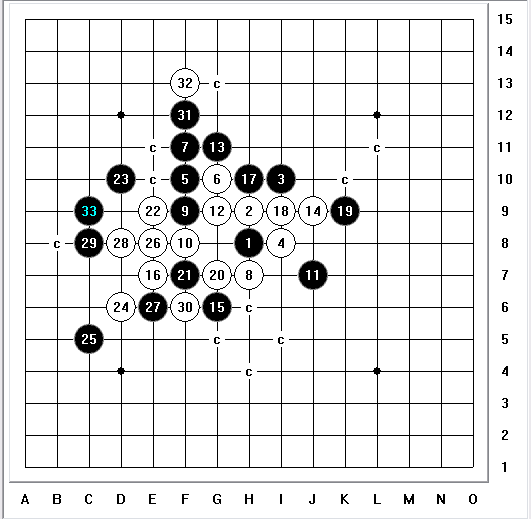 15
14
32 c 13
31 12
c 7 13 c 11
23 c 5 6 17 3 c 10
33 22 9 12 2 18 14 19 9
c 29 28 26 10 1 4 8
16 21 20 8 11 7
24 27 30 15 c 6
25 c c 5
c 4
3
2
1
A B C D E F G H I J K L M N O